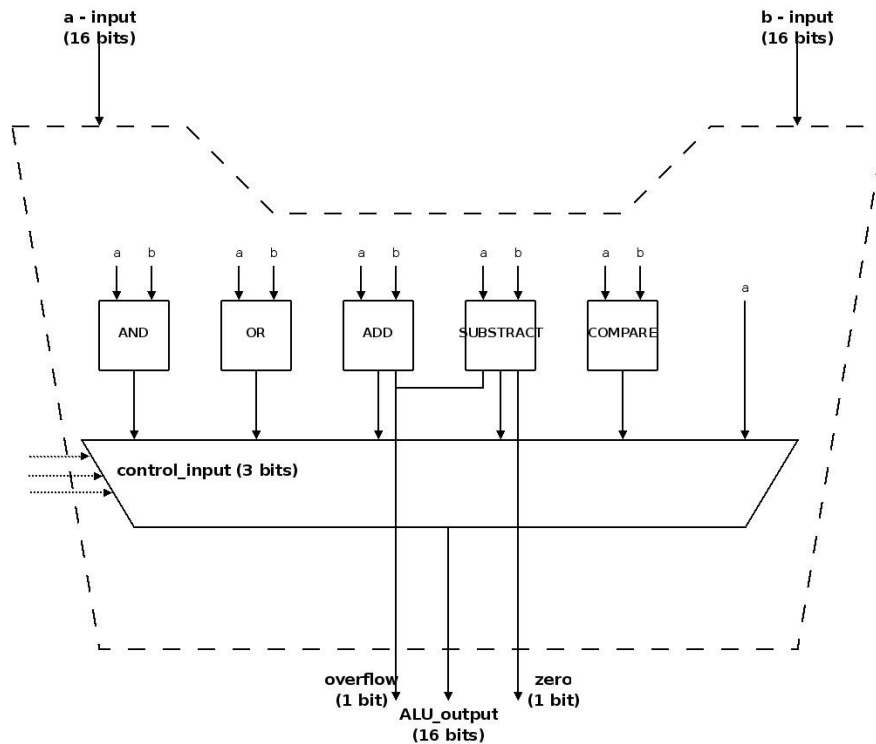 a - input
(16 bits)
b - input
(16 bits)
a b a b a b a b a b
a
AND OR ADD SUBSTRACT COMPARE
control_input (3 bits)
overflow
(1 bit)
zero
(1 bit)
ALU_output
(16 bits)